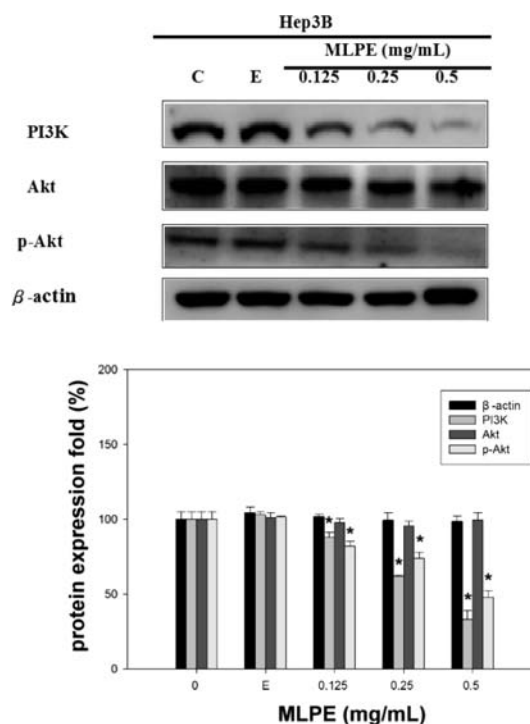 Hep3B
MLPE (mg/mL)
C E 0.125 0.25 0.5
PI3K
Akt
p-Akt
β-actin
protein expression fold (%)
200
150
100
50
0
β-actin
PI3K
Akt
p-Akt
* * * * * *
0 E 0.125 0.25 0.5
MLPE (mg/mL)